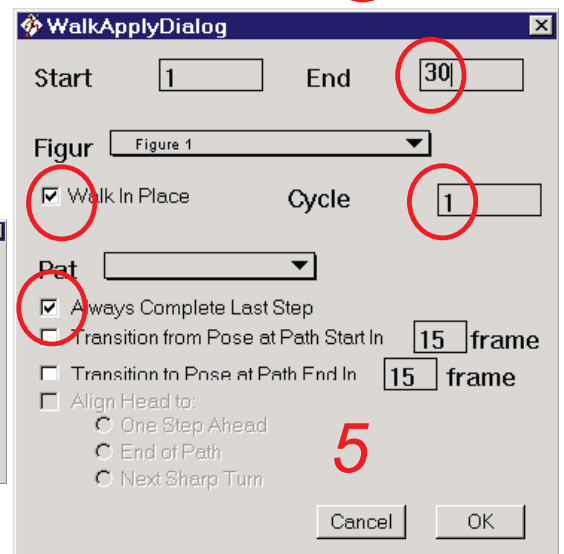 WalkApplyDialog
Start 1 End 30
Figur Figure 1
Walk In Place Cycle 1
Pat
Always Complete Last Step
Transition from Pose at Path Start In 15 frame
Transition to Pose at Path End In 15 frame
Align Head to:
One Step Ahead
End of Path
Next Sharp Turn
5
Cancel OK